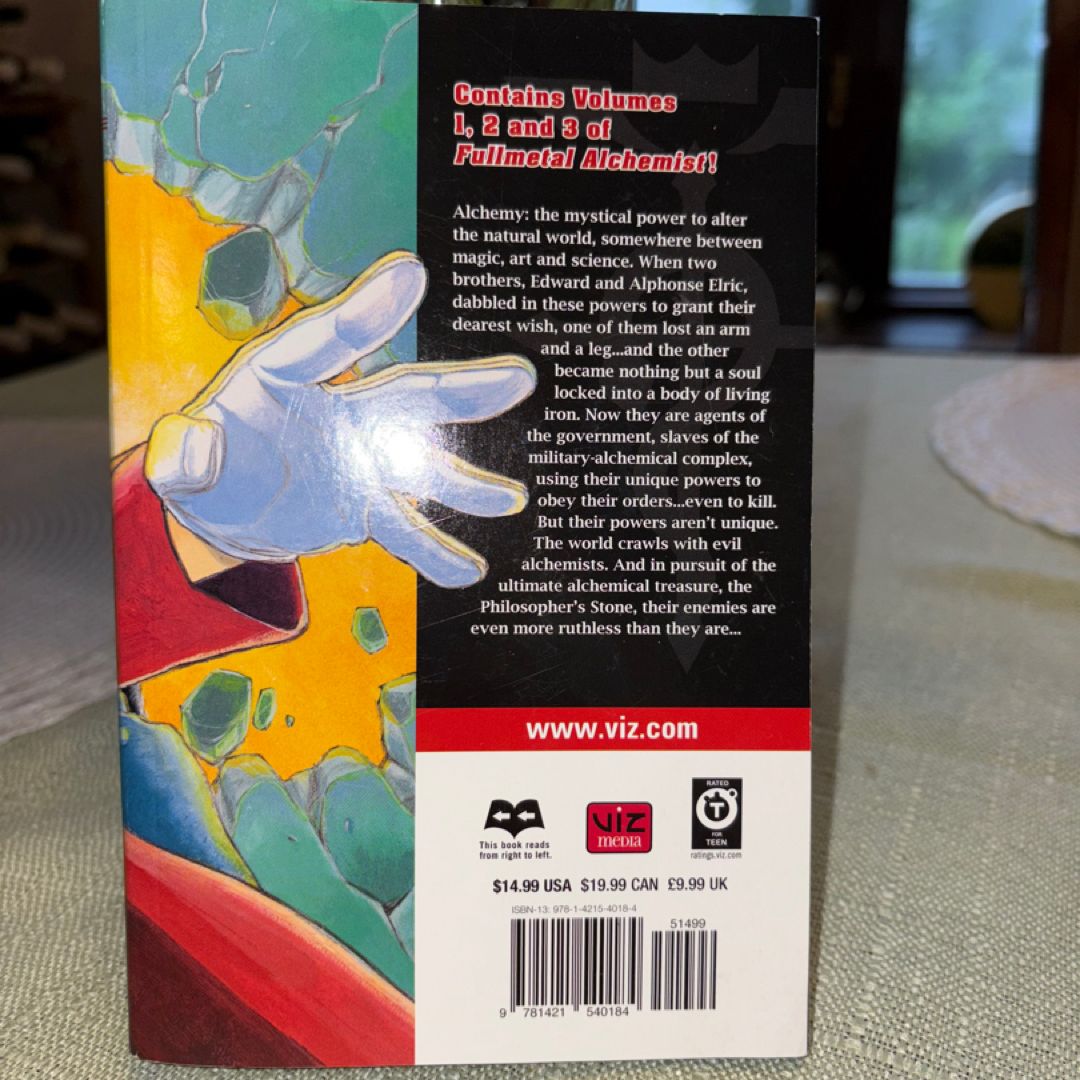 Contains Volumes
1, 2 and 3 of
Fullmetal Alchemist!
Alchemy: the mystical power to alter
the natural world, somewhere between
magic, art and science. When two
brothers, Edward and Alphonse Elric,
dabbled in these powers to grant their
dearest wish, one of them lost an arm
and a leg...and the other
became nothing but a soul
locked into a body of living
iron. Now they are agents of
the government, slaves of the
military-alchemical complex,
using their unique powers to
obey their orders...even to kill.
But their powers aren't unique.
The world crawls with evil
alchemists. And in pursuit of the
ultimate alchemical treasure, the
Philosopher's Stone, their enemies are
even more ruthless than they are...
www.viz.com
This book reads
from right to left.
viz
media
RATED
T
FOR
TEEN
ratings.viz.com
$14.99 USA $19.99 CAN £9.99 UK
ISBN-13: 978-1-4215-4018-4
51499
9 781421 540184